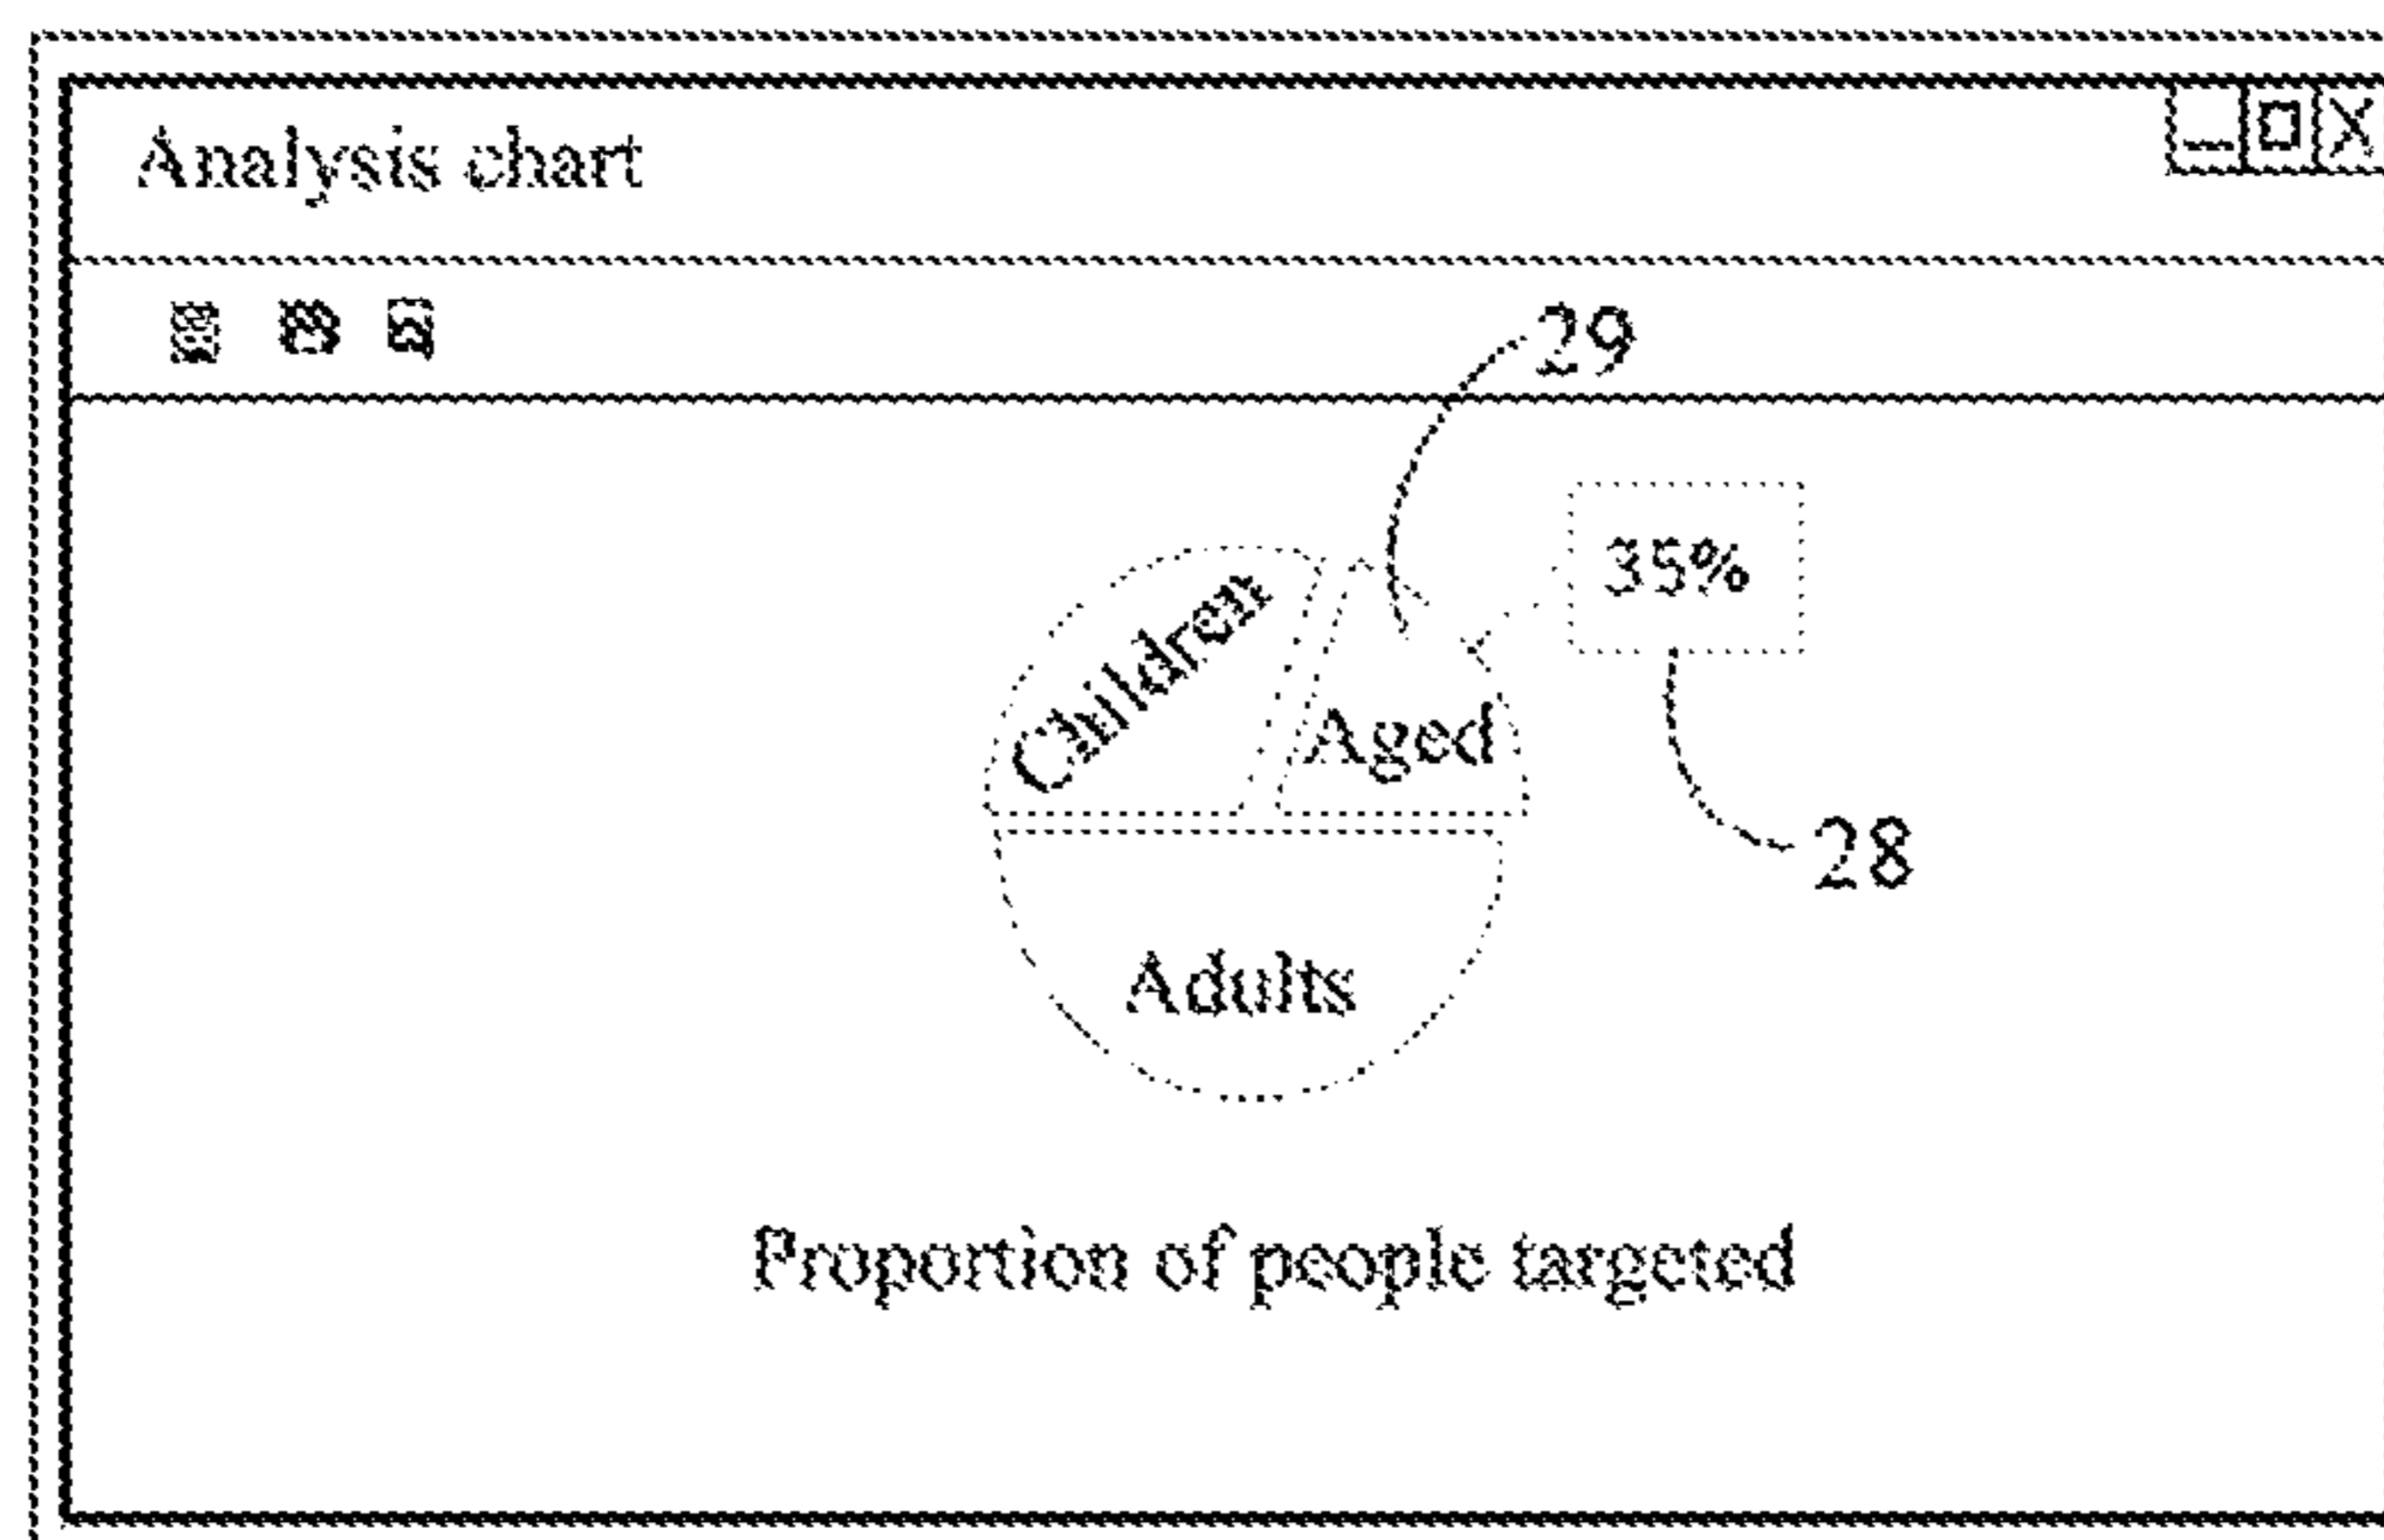 Analysis chart
29
35%
Children
Aged
28
Adults
Proportion of people targeted